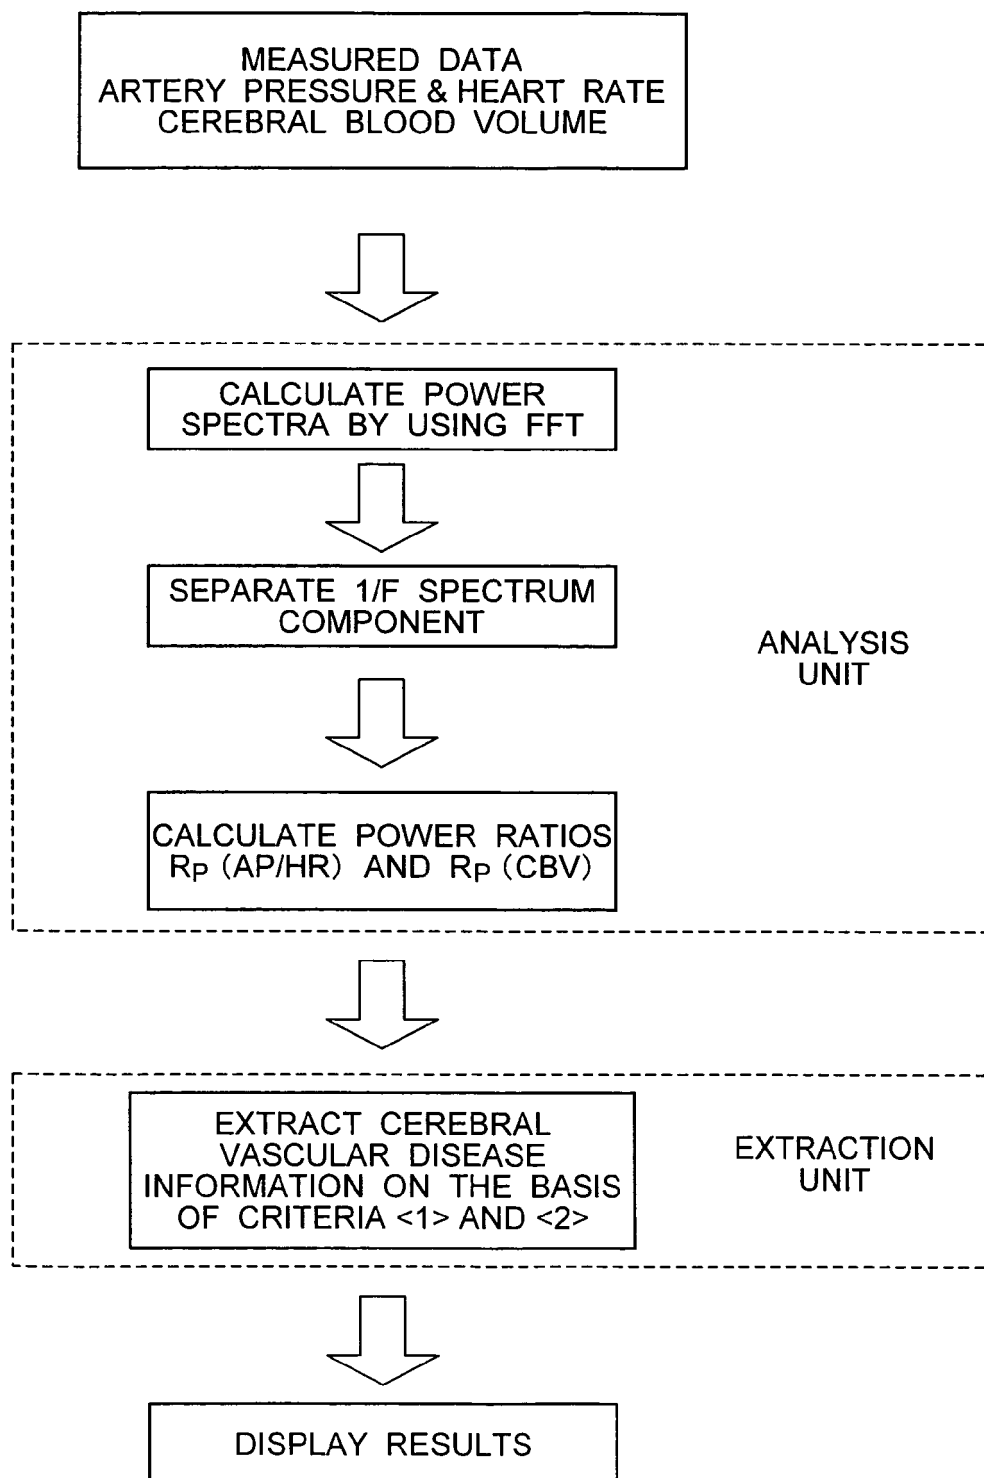 MEASURED DATA
ARTERY PRESSURE & HEART RATE
CEREBRAL BLOOD VOLUME
CALCULATE POWER
SPECTRA BY USING FFT
SEPARATE 1/F SPECTRUM
COMPONENT
ANALYSIS
UNIT
CALCULATE POWER RATIOS
RP (AP/HR) AND RP (CBV)
EXTRACT CEREBRAL
VASCULAR DISEASE
INFORMATION ON THE BASIS
OF CRITERIA <1> AND <2>
EXTRACTION
UNIT
DISPLAY RESULTS